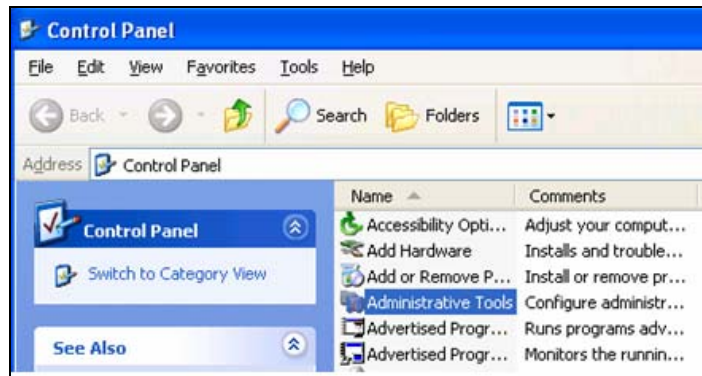 Control Panel
File Edit View Favorites Tools Help
Back Search Folders
Address Control Panel
Name Comments
Control Panel
Switch to Category View
See Also
Accessibility Opti... Adjust your comput...
Add Hardware Installs and trouble...
Add or Remove P... Install or remove pr...
Administrative Tools Configure administr...
Advertised Progr... Runs programs adv...
Advertised Progr... Monitors the runnin...